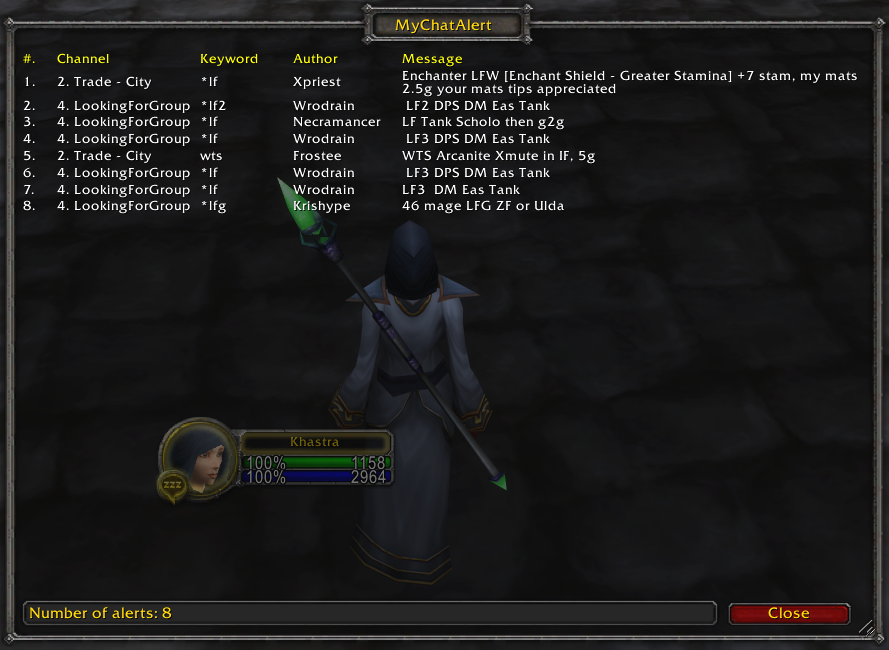 MyChatAlert
#. Channel Keyword Author Message
1. 2. Trade - City *lf Xpriest Enchanter LFW [Enchant Shield - Greater Stamina] +7 stam, my mats
2.5g your mats tips appreciated
2. 4. LookingForGroup *lf2 Wrodrain LF2 DPS DM Eas Tank
3. 4. LookingForGroup *lf Necramancer LF Tank Scholo then g2g
4. 4. LookingForGroup *lf Wrodrain LF3 DPS DM Eas Tank
5. 2. Trade - City wts Frostee WTS Arcanite Xmute in IF, 5g
6. 4. LookingForGroup *lf Wrodrain LF3 DPS DM Eas Tank
7. 4. LookingForGroup *lf Wrodrain LF3 DM Eas Tank
8. 4. LookingForGroup *lfg Krishype 46 mage LFG ZF or Ulda
Khastra
100% 1158
zzz 100% 2964
Number of alerts: 8 Close